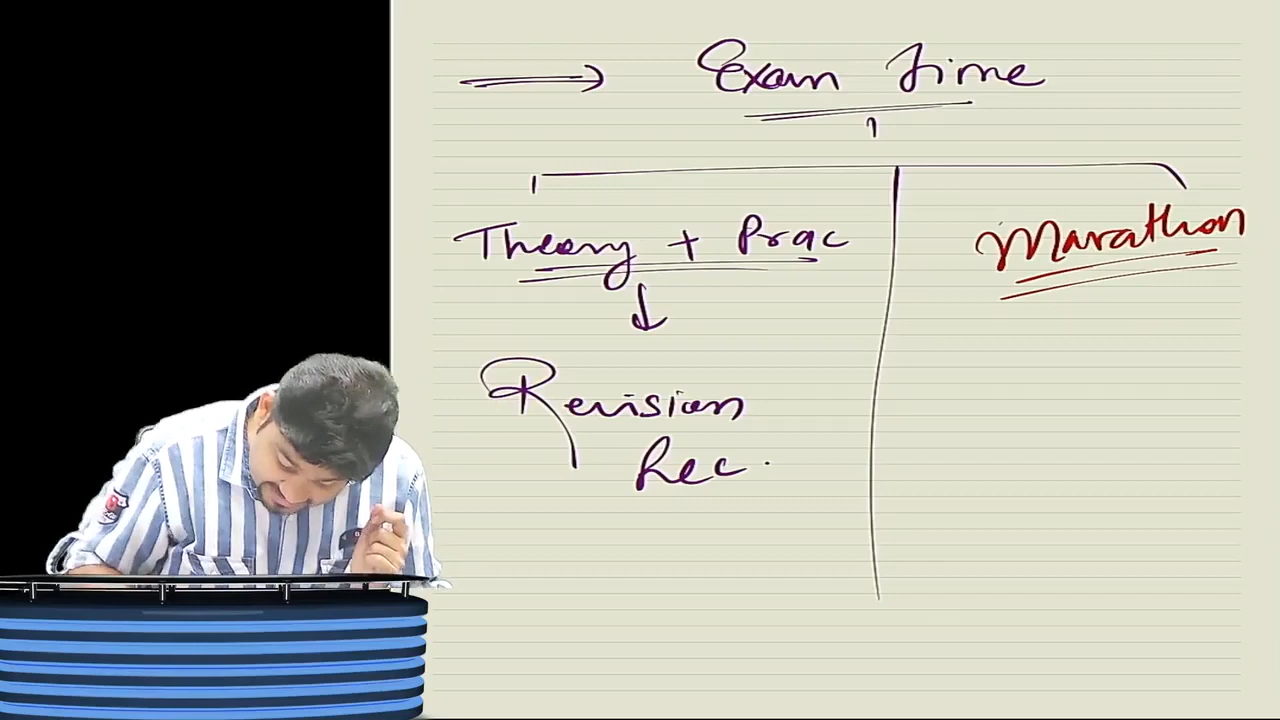 Exam Time
Theory + Prac
Marathon
Revision
Rec.